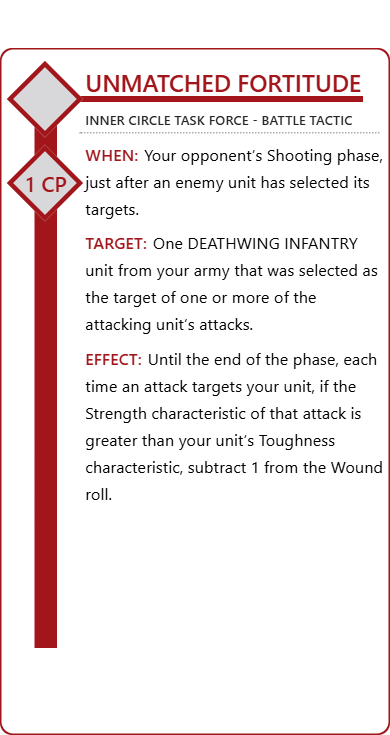 UNMATCHED FORTITUDE
INNER CIRCLE TASK FORCE - BATTLE TACTIC
1 CP
WHEN: Your opponent's Shooting phase,
just after an enemy unit has selected its
targets.
TARGET: One DEATHWING INFANTRY
unit from your army that was selected as
the target of one or more of the
attacking unit's attacks.
EFFECT: Until the end of the phase, each
time an attack targets your unit, if the
Strength characteristic of that attack is
greater than your unit's Toughness
characteristic, subtract 1 from the Wound
roll.